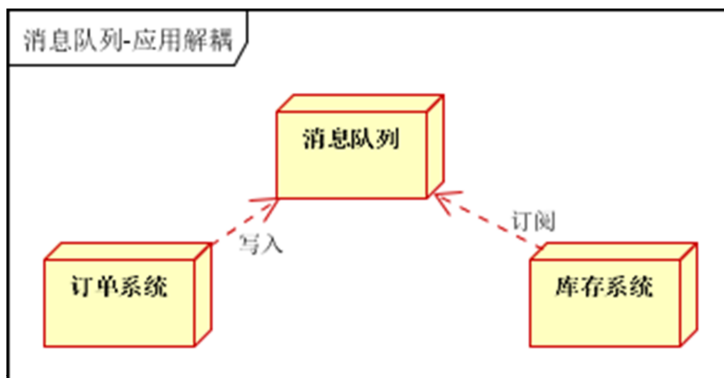 消息队列-应用解耦
消息队列
写入
订阅
订单系统
库存系统